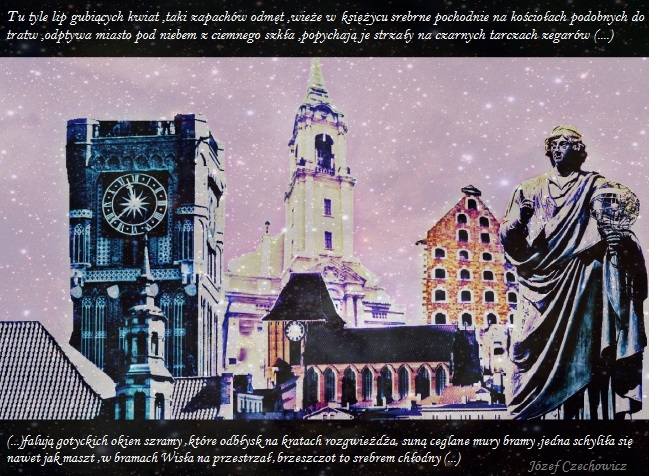 Tu tyle lip gubiących kwiat ,taki zapachów odmęt ,wieże w księżycu srebrne pochodnie na kościołach podobnych do
tratw ,odpływa miasto pod niebem z ciemnego szkła ,popychają je strzały na czarnych tarczach zegarów (....)
(...)falują gotyckich okien szramy ,które odbłysk na kratach rozgwieżdża, suną ceglane mury bramy ,jedna schyliła się
nawet jak maszt ,w bramach Wisła na przestrzał ,brzeszczot to srebrem chłodny (..)
Józef Czechowicz